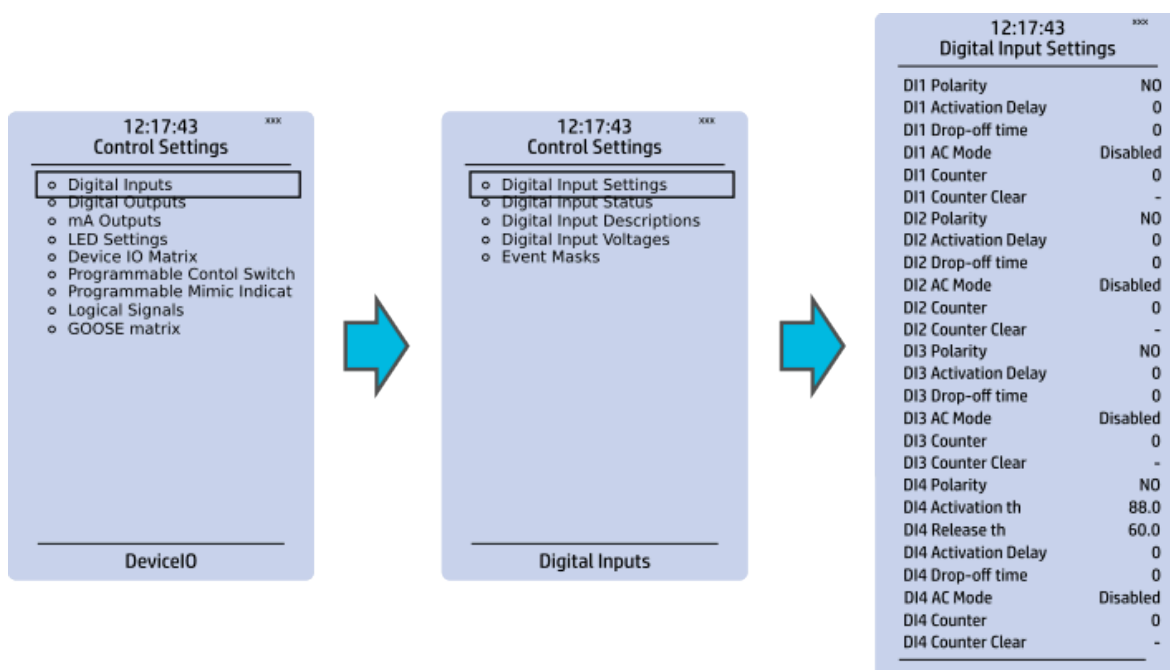 12:17:43 xxx
Control Settings
Digital Inputs
Digital Outputs
mA Outputs
LED Settings
Device IO Matrix
Programmable Contol Switch
Programmable Mimic Indicat
Logical Signals
GOOSE matrix
DeviceIO
12:17:43 xxx
Control Settings
Digital Input Settings
Digital Input Status
Digital Input Descriptions
Digital Input Voltages
Event Masks
Digital Inputs
12:17:43 xxx
Digital Input Settings
DI1 Polarity NO
DI1 Activation Delay 0
DI1 Drop-off time 0
DI1 AC Mode Disabled
DI1 Counter 0
DI1 Counter Clear -
DI2 Polarity NO
DI2 Activation Delay 0
DI2 Drop-off time 0
DI2 AC Mode Disabled
DI2 Counter 0
DI2 Counter Clear -
DI3 Polarity NO
DI3 Activation Delay 0
DI3 Drop-off time 0
DI3 AC Mode Disabled
DI3 Counter 0
DI3 Counter Clear -
DI4 Polarity NO
DI4 Activation th 88.0
DI4 Release th 60.0
DI4 Activation Delay 0
DI4 Drop-off time 0
DI4 AC Mode Disabled
DI4 Counter 0
DI4 Counter Clear -